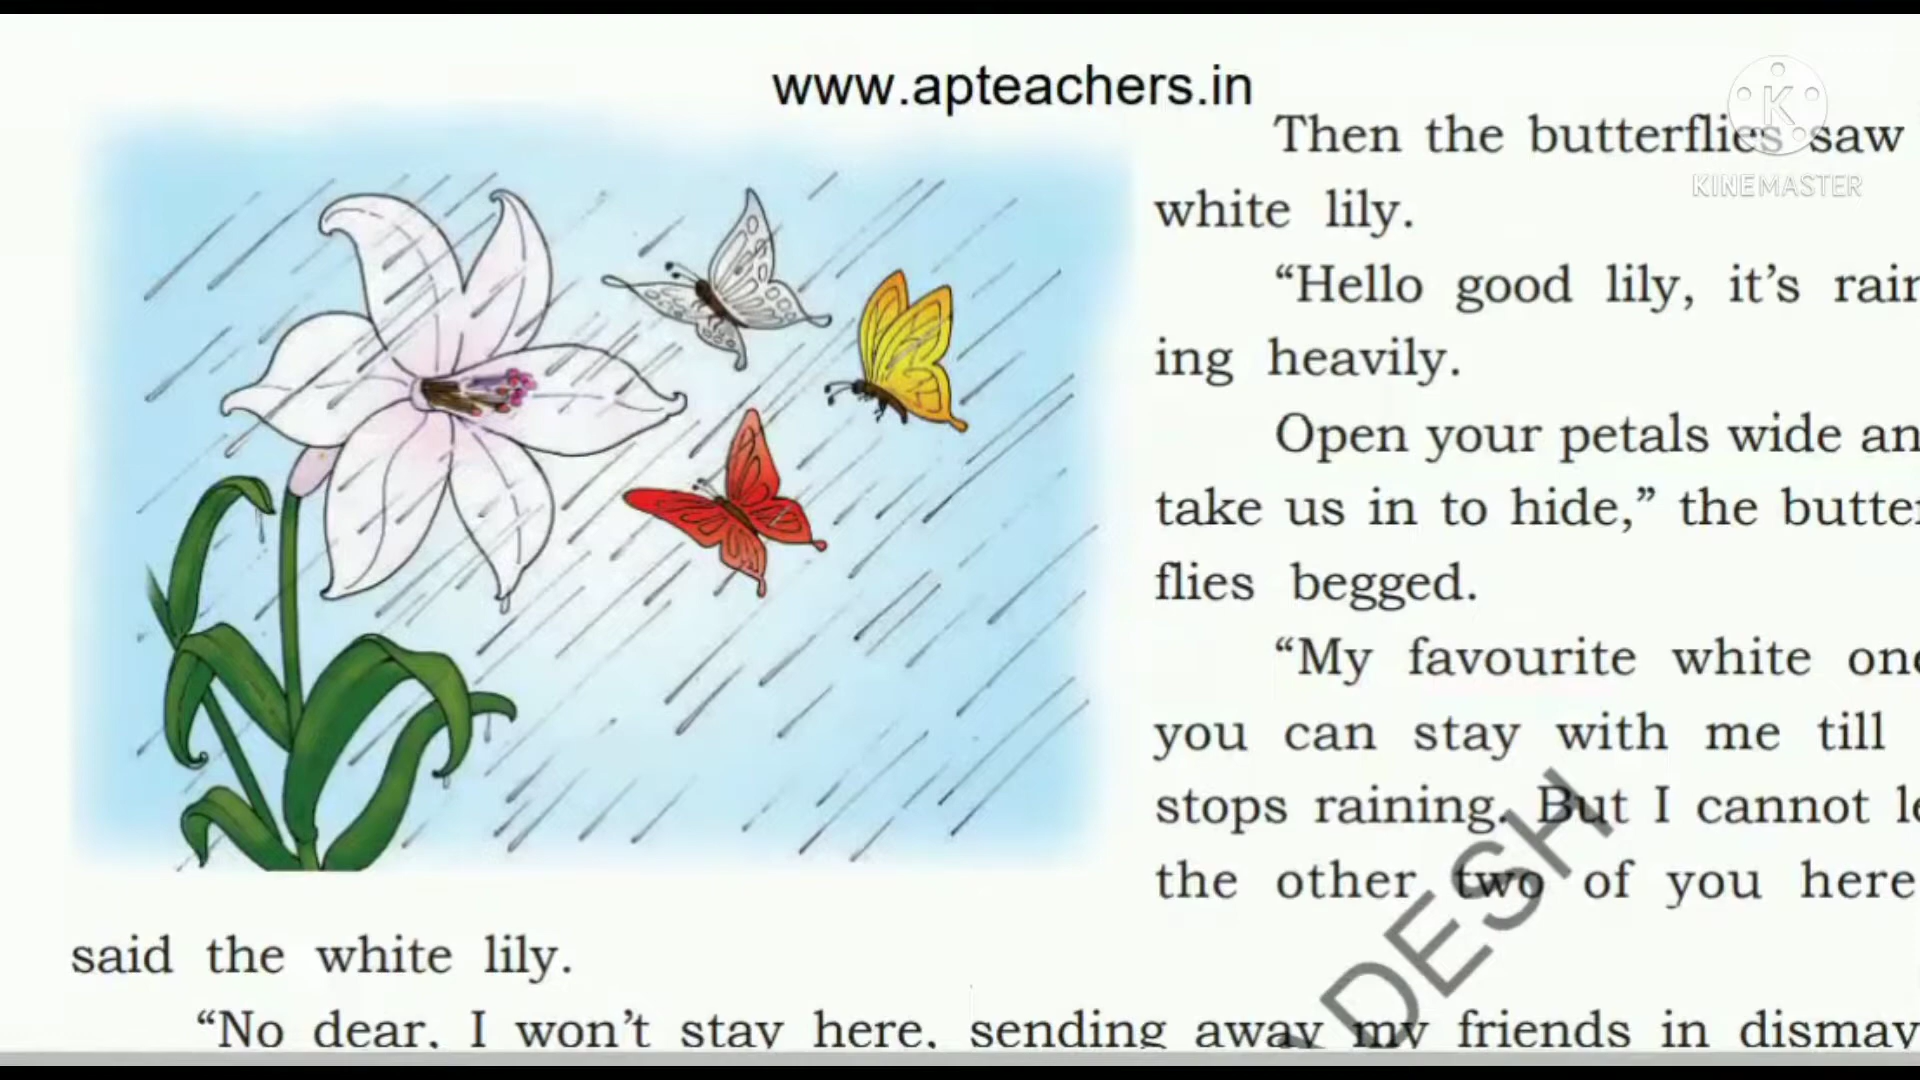 www.apteachers.in
KINEMASTER
Then the butterflies saw
white lily.
“Hello good lily, it’s rain
ing heavily.
Open your petals wide an
take us in to hide,” the butter
flies begged.
“My favourite white one
you can stay with me till
stops raining. But I cannot le
the other two of you here
said the white lily.
“No dear, I won’t stay here, sending away my friends in dismay
DESH